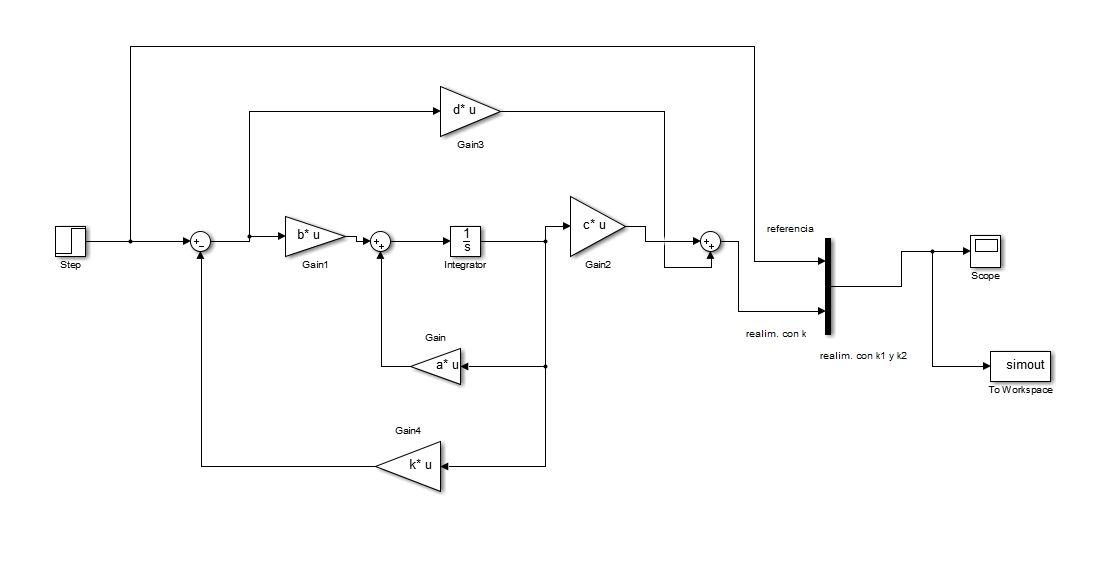 d* u
Gain3
Step
+
−
b* u
Gain1
+
+
1
s
Integrator
c* u
Gain2
+
+
referencia
Scope
realim. con k
realim. con k1 y k2
Gain
a* u
simout
To Workspace
Gain4
k* u